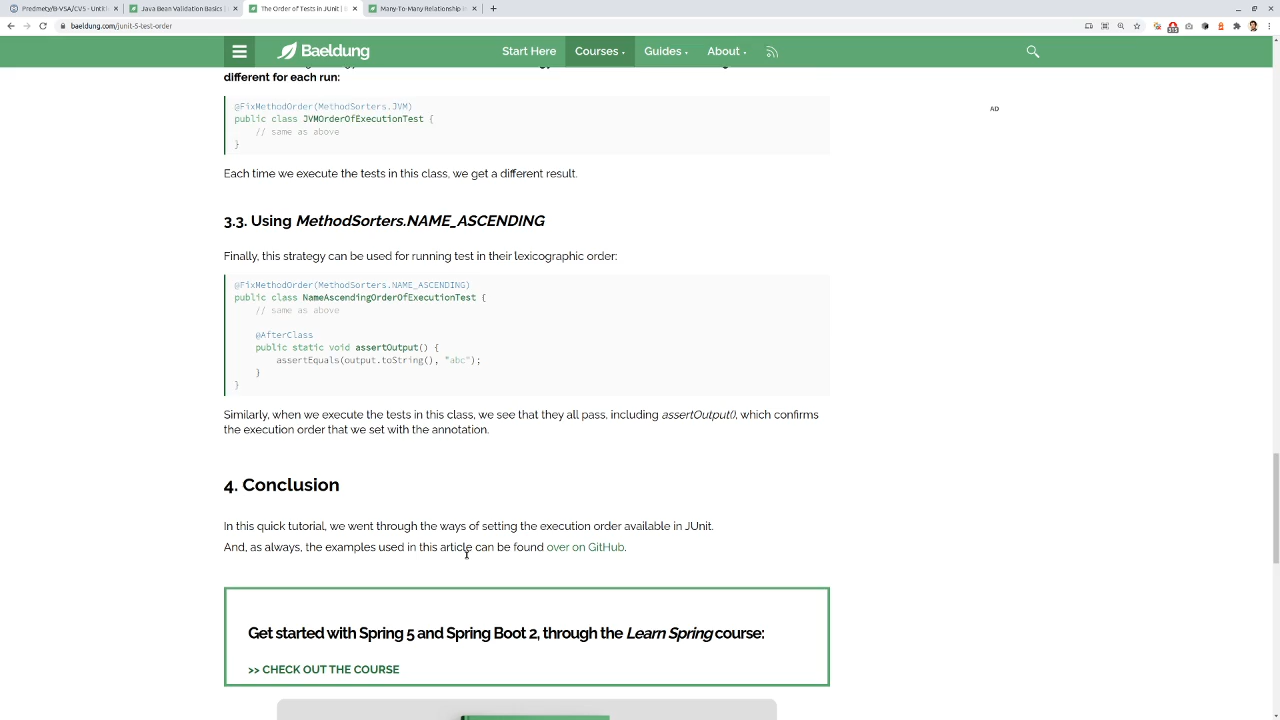 Predmety/B-VSA/CVS - Untit
Java Bean Validation Basics |
The Order of Tests in JUnit | B
Many-To-Many Relationship in
baeldung.com/junit-5-test-order
Baeldung
Start Here
Courses
Guides
About
different for each run:
AD
@FixMethodOrder(MethodSorters.JVM)
public class JVMOrderOfExecutionTest {
// same as above
}
Each time we execute the tests in this class, we get a different result.
3.3. Using MethodSorters.NAME_ASCENDING
Finally, this strategy can be used for running test in their lexicographic order:
@FixMethodOrder(MethodSorters.NAME_ASCENDING)
public class NameAscendingOrderOfExecutionTest {
// same as above
@AfterClass
public static void assertOutput() {
assertEquals(output.toString(), "abc");
}
}
Similarly, when we execute the tests in this class, we see that they all pass, including assertOutput(), which confirms
the execution order that we set with the annotation.
4. Conclusion
In this quick tutorial, we went through the ways of setting the execution order available in JUnit.
And, as always, the examples used in this article can be found over on GitHub.
Get started with Spring 5 and Spring Boot 2, through the Learn Spring course:
>> CHECK OUT THE COURSE